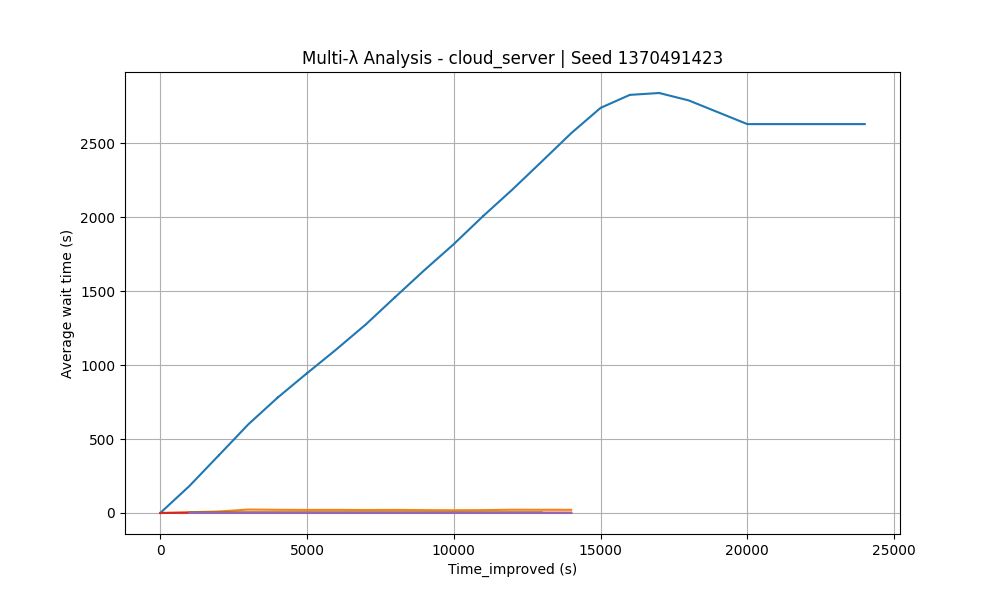 Multi-λ Analysis - cloud_server | Seed 1370491423
Average wait time (s)
2500
2000
1500
1000
500
0
0 5000 10000 15000 20000 25000
Time_improved (s)